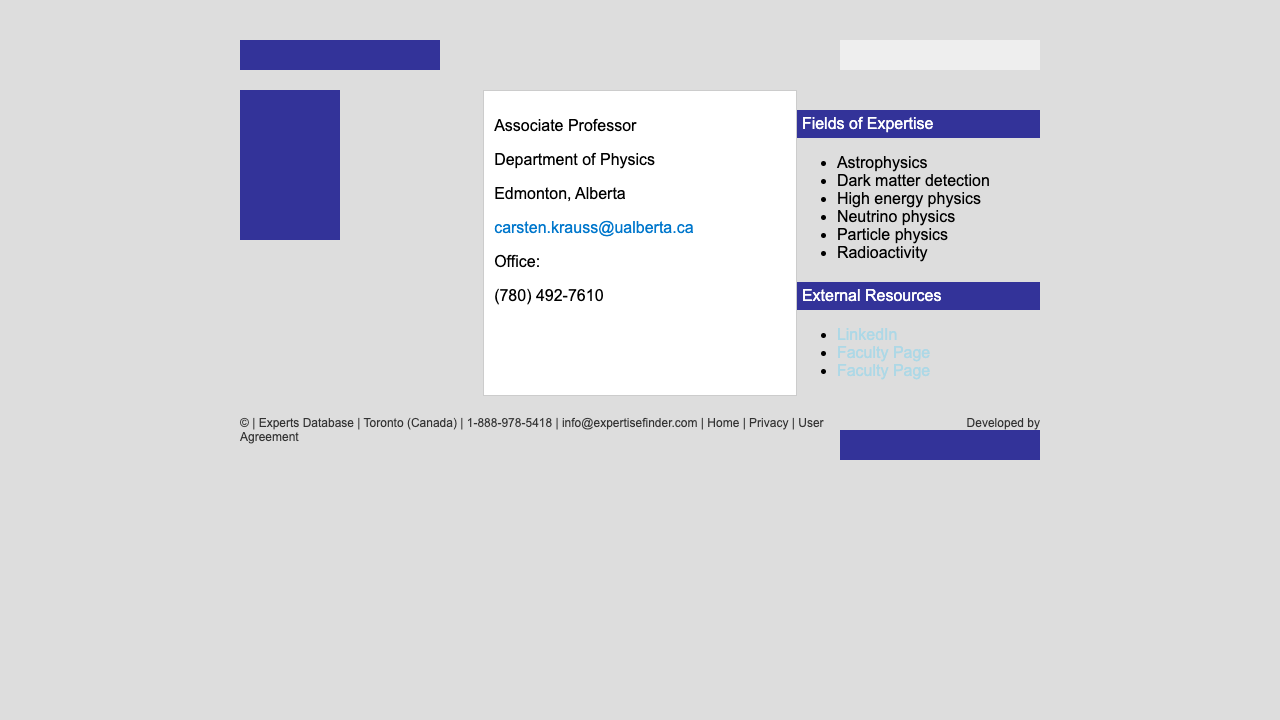 Associate Professor
Department of Physics
Edmonton, Alberta
carsten.krauss@ualberta.ca
Office:
(780) 492-7610
Fields of Expertise
Astrophysics
Dark matter detection
High energy physics
Neutrino physics
Particle physics
Radioactivity
External Resources
LinkedIn
Faculty Page
Faculty Page
© | Experts Database | Toronto (Canada) | 1-888-978-5418 | info@expertisefinder.com | Home | Privacy | User
Agreement
Developed by